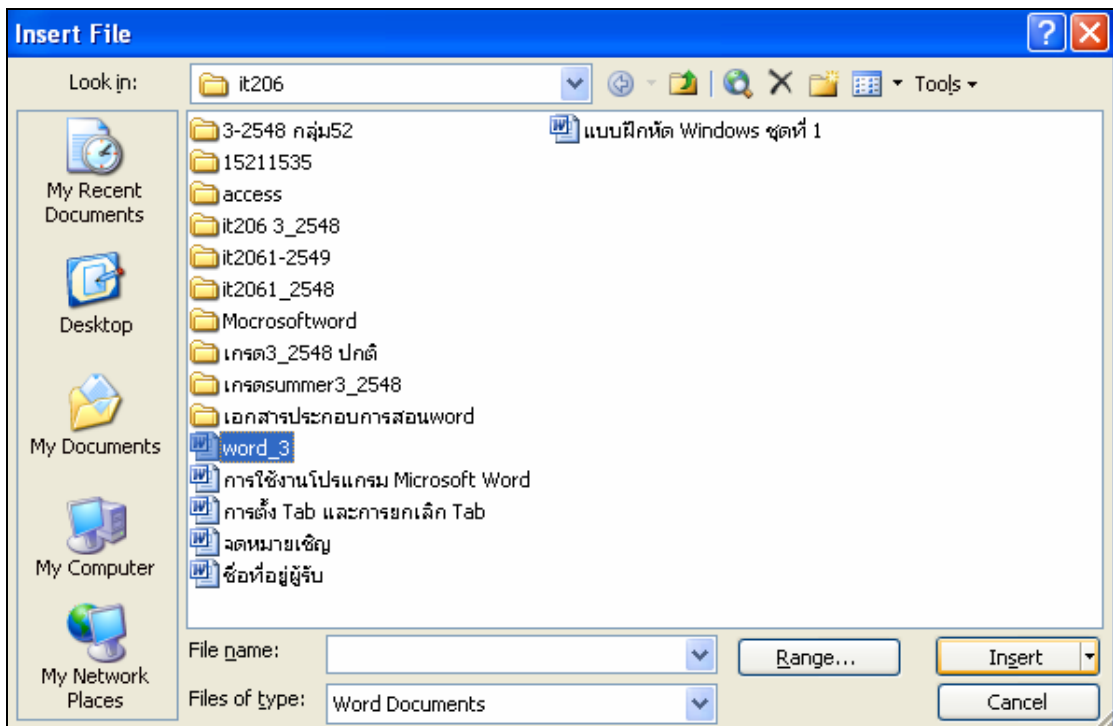 Insert File
Look in:
it206
Tools
My Recent Documents
Desktop
My Documents
My Computer
My Network Places
3-2548 กลุ่ม52
15211535
access
it206 3_2548
it2061-2549
it2061_2548
Mocrosoftword
เกรด3_2548 ปกติ
เกรดsummer3_2548
เอกสารประกอบการสอนword
word_3
การใช้งานโปรแกรม Microsoft Word
การตั้ง Tab และการยกเลิก Tab
จดหมายเชิญ
ชื่อที่อยู่ผู้รับ
แบบฝึกหัด Windows ชุดที่ 1
File name:
Range...
Insert
Files of type:
Word Documents
Cancel